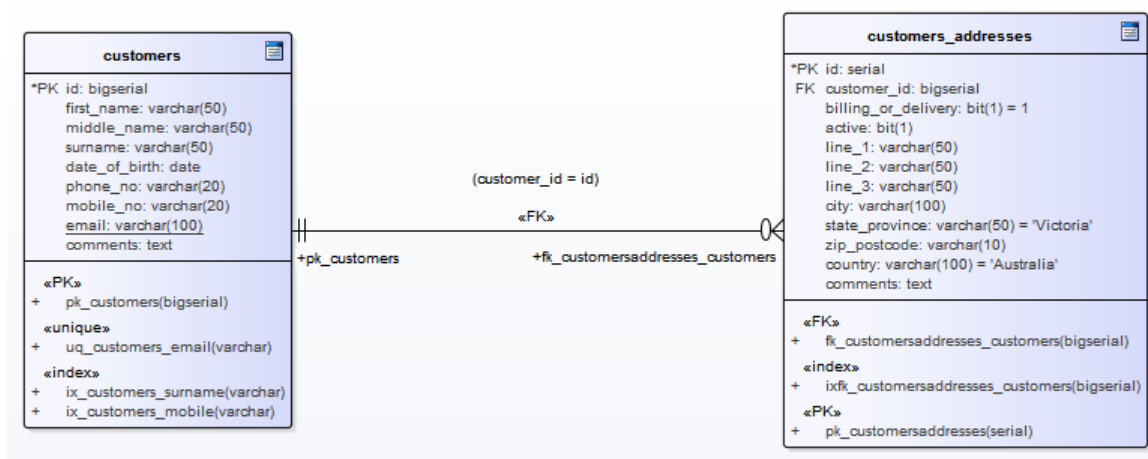 customers
*PK id: bigserial
first_name: varchar(50)
middle_name: varchar(50)
surname: varchar(50)
date_of_birth: date
phone_no: varchar(20)
mobile_no: varchar(20)
email: varchar(100)
comments: text
«PK»
+ pk_customers(bigserial)
«unique»
+ uq_customers_email(varchar)
«index»
+ ix_customers_surname(varchar)
+ ix_customers_mobile(varchar)
(customer_id = id)
«FK»
+pk_customers
+fk_customersaddresses_customers
customers_addresses
*PK id: serial
FK customer_id: bigserial
billing_or_delivery: bit(1) = 1
active: bit(1)
line_1: varchar(50)
line_2: varchar(50)
line_3: varchar(50)
city: varchar(100)
state_province: varchar(50) = 'Victoria'
zip_postcode: varchar(10)
country: varchar(100) = 'Australia'
comments: text
«FK»
+ fk_customersaddresses_customers(bigserial)
«index»
+ ixfk_customersaddresses_customers(bigserial)
«PK»
+ pk_customersaddresses(serial)